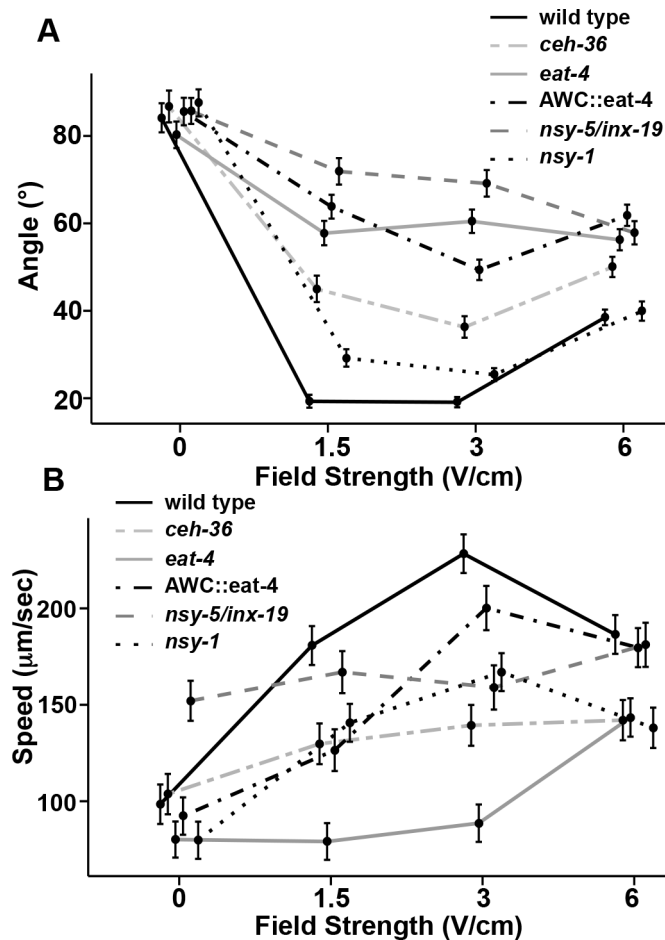 A
wild type
ceh-36
eat-4
AWC::eat-4
nsy-5/inx-19
nsy-1
80
60
40
20
Angle (°)
0 1.5 3 6
Field Strength (V/cm)
B
wild type
ceh-36
eat-4
AWC::eat-4
nsy-5/inx-19
nsy-1
200
150
100
Speed (μm/sec)
0 1.5 3 6
Field Strength (V/cm)